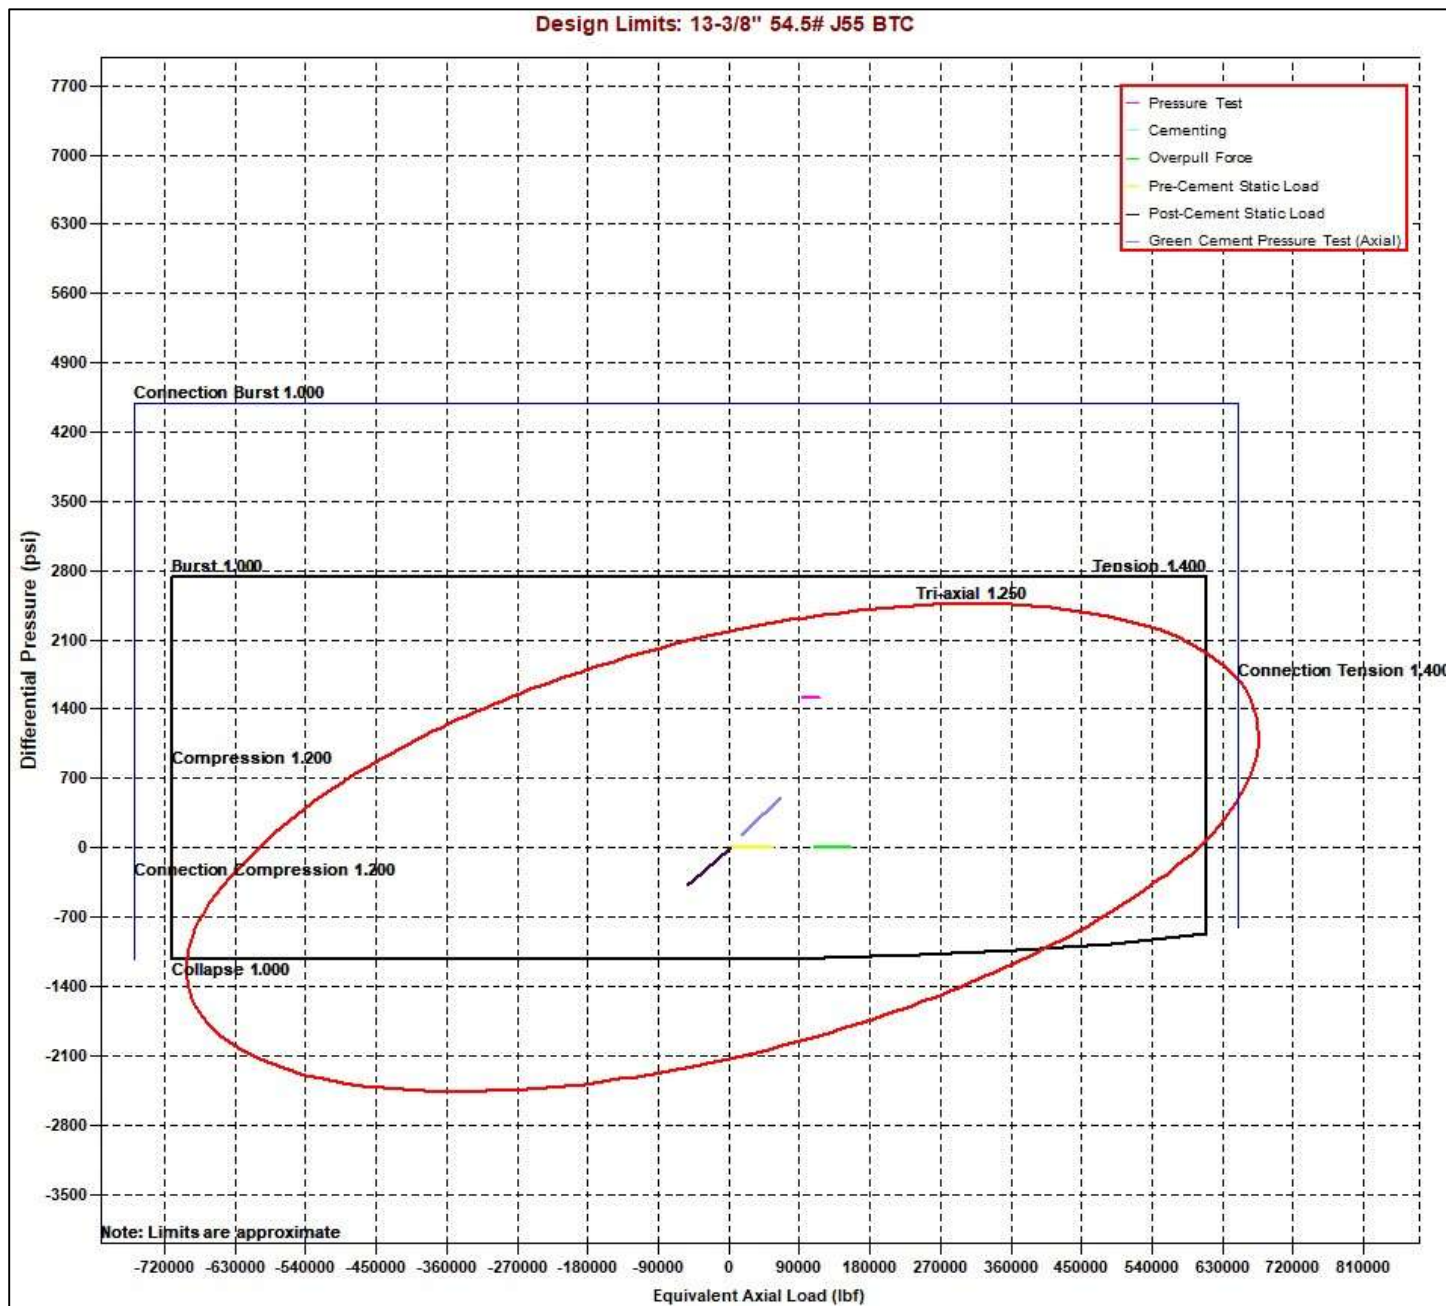 Design Limits: 13-3/8" 54.5# J55 BTC
7700
7000
6300
5600
4900
4200
3500
2800
2100
1400
700
0
-700
-1400
-2100
-2800
-3500
Differential Pressure (psi)
Pressure Test
Cementing
Overpull Force
Pre-Cement Static Load
Post-Cement Static Load
Green Cement Pressure Test (Axial)
Connection Burst 1.000
Burst 1.000
Tension 1.400
Tri-axial 1.250
Connection Tension 1.400
Compression 1.200
Connection Compression 1.200
Collapse 1.000
Note: Limits are approximate
-720000 -630000 -540000 -450000 -360000 -270000 -180000 -90000 0 90000 180000 270000 360000 450000 540000 630000 720000 810000
Equivalent Axial Load (lbf)